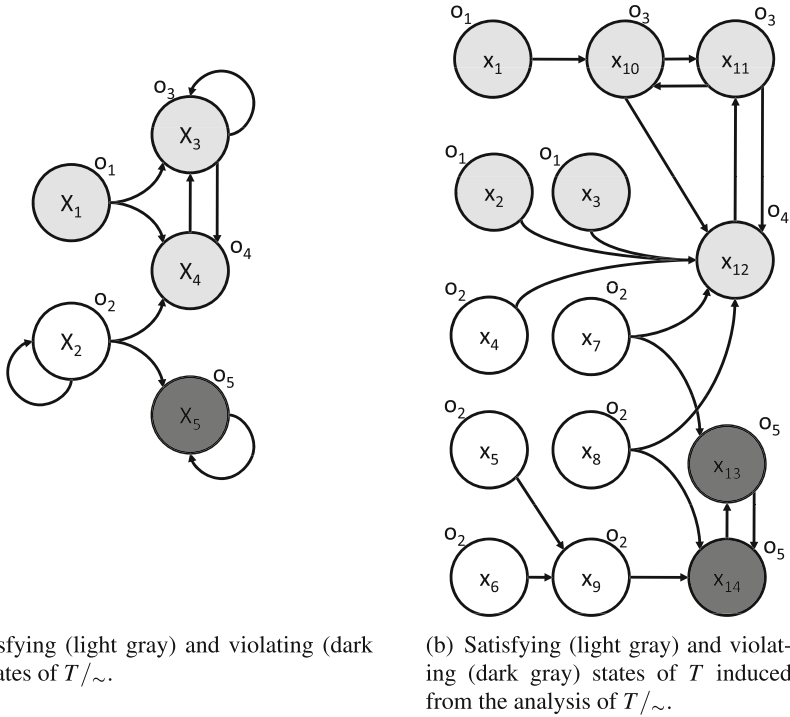 o₁
X₁
o₃
X₃
o₄
X₄
o₂
X₂
o₅
X₅
o₁
x₁
o₃
x₁₀
o₃
x₁₁
o₁
x₂
o₁
x₃
o₄
x₁₂
o₂
x₄
o₂
x₇
o₂
x₅
o₂
x₈
o₅
x₁₃
o₂
x₆
o₂
x₉
o₅
x₁₄
sfying (light gray) and violating (dark
ates of T/∼.
(b) Satisfying (light gray) and violat-
ing (dark gray) states of T induced
from the analysis of T/∼.